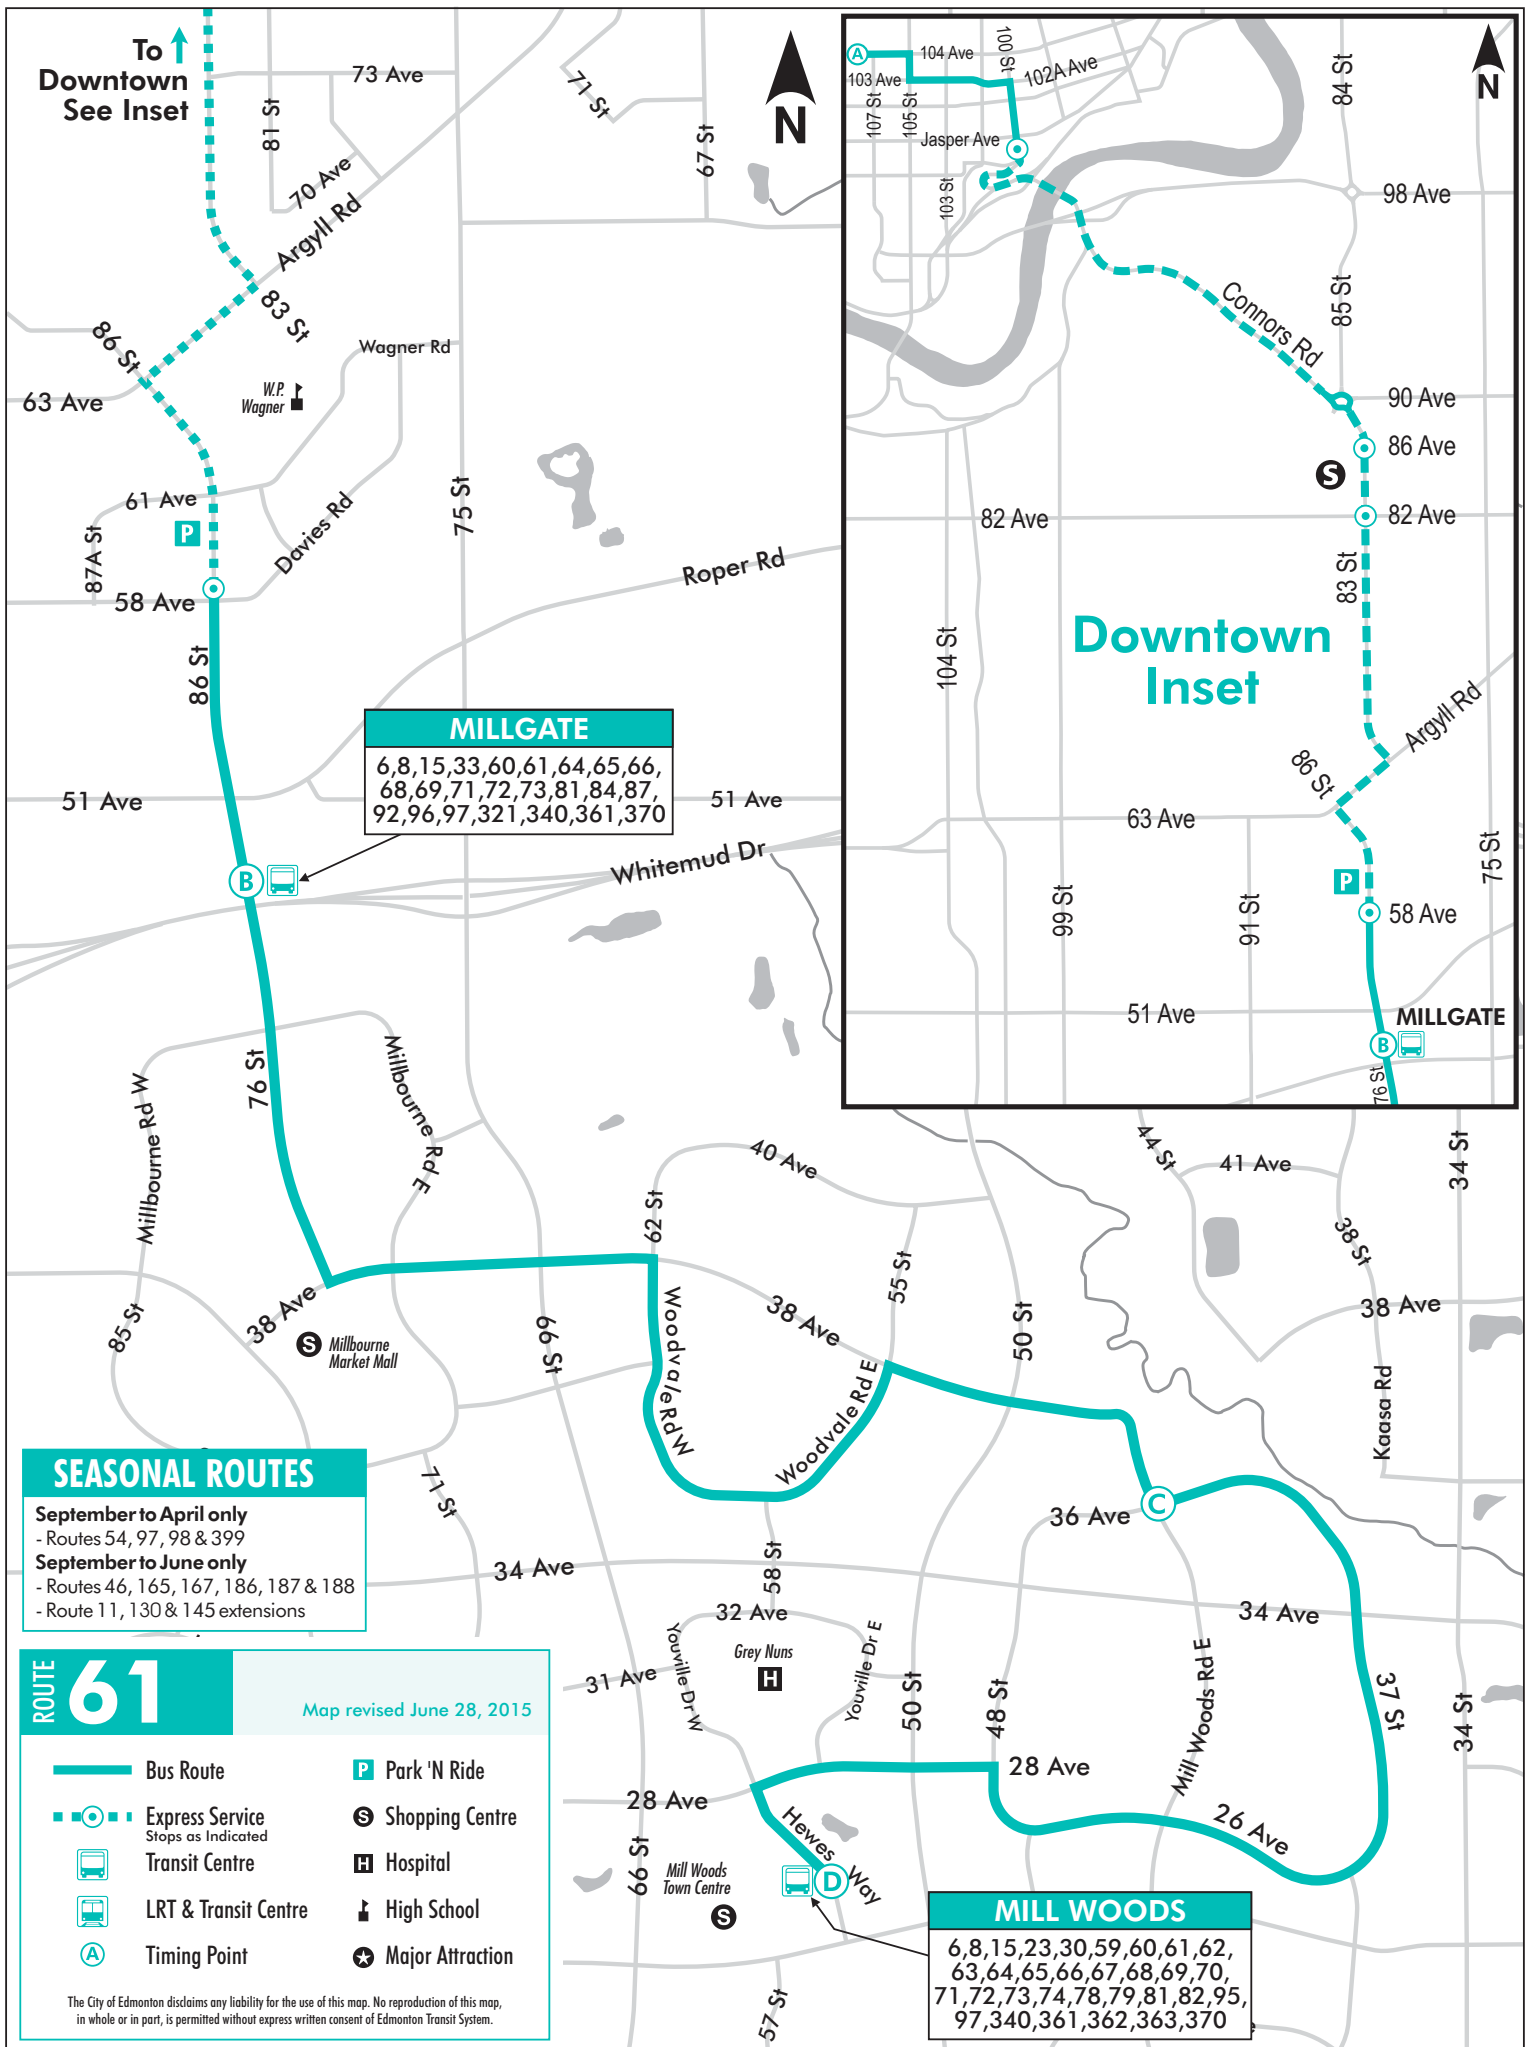 To
Downtown
See Inset
73 Ave
81 St
71 St
67 St
70 Ave
Argyll Rd
N
83 St
86 St
63 Ave
W.P.
Wagner
Wagner Rd
61 Ave
P
87A St
Davies Rd
75 St
58 Ave
Roper Rd
86 St
MILLGATE
6,8,15,33,60,61,64,65,66,
68,69,71,72,73,81,84,87,
92,96,97,321,340,361,370
51 Ave
51 Ave
B
Whitemud Dr
76 St
Millbourne Rd W
Millbourne Rd E
A
104 Ave
100 St
102A Ave
103 Ave
107 St
105 St
Jasper Ave
103 St
84 St
N
98 Ave
85 St
Connors Rd
90 Ave
86 Ave
S
82 Ave
82 Ave
83 St
104 St
Downtown
Inset
Argyll Rd
86 St
63 Ave
75 St
P
99 St
91 St
58 Ave
51 Ave
MILLGATE
B
76 St
40 Ave
62 St
44 St
41 Ave
34 St
38 St
55 St
85 St
38 Ave
S
Millbourne
Market Mall
66 St
Woodvale Rd W
38 Ave
Woodvale Rd E
50 St
38 Ave
Kaasa Rd
71 St
36 Ave
C
34 Ave
58 St
32 Ave
34 Ave
Youville Dr W
Grey Nuns
H
Youville Dr E
31 Ave
50 St
48 St
Mill Woods Rd E
37 St
34 St
28 Ave
28 Ave
26 Ave
Hewes Way
66 St
Mill Woods
Town Centre
S
D
57 St
MILL WOODS
6,8,15,23,30,59,60,61,62,
63,64,65,66,67,68,69,70,
71,72,73,74,78,79,81,82,95,
97,340,361,362,363,370
SEASONAL ROUTES
September to April only
- Routes 54, 97, 98 & 399
September to June only
- Routes 46, 165, 167, 186, 187 & 188
- Route 11, 130 & 145 extensions
ROUTE 61
Map revised June 28, 2015
Bus Route
P Park 'N Ride
Express Service
Stops as Indicated
S Shopping Centre
Transit Centre
H Hospital
LRT & Transit Centre
High School
A Timing Point
Major Attraction
The City of Edmonton disclaims any liability for the use of this map. No reproduction of this map,
in whole or in part, is permitted without express written consent of Edmonton Transit System.